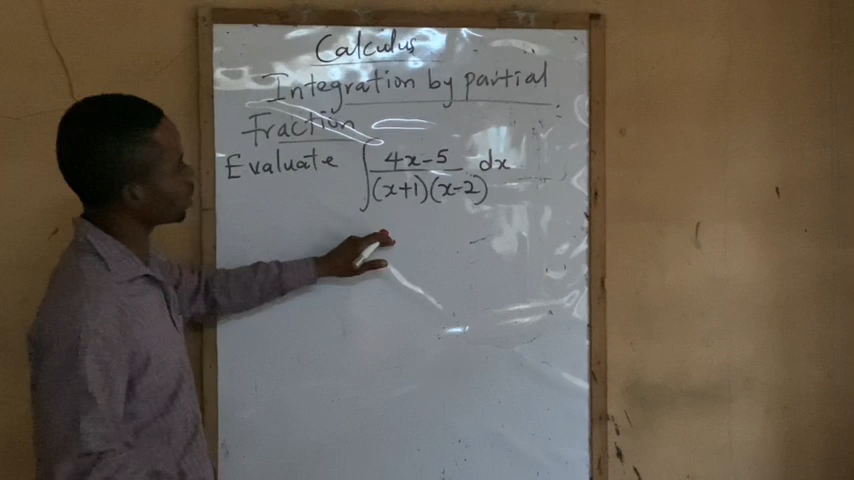 Calculus
Integration by partial
Fraction
Evaluate ∫ 4x-5 / (x+1)(x-2) dx